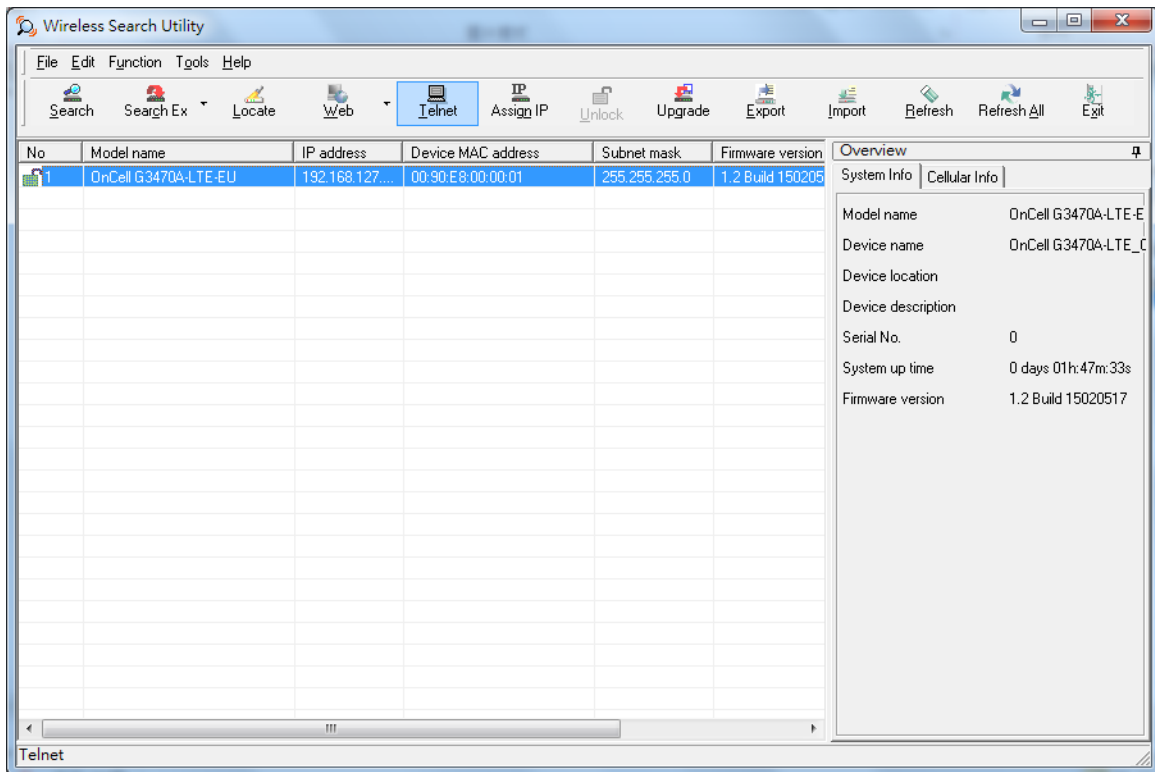 Wireless Search Utility
File Edit Function Tools Help
Search Search Ex Locate Web Telnet Assign IP Unlock Upgrade Export Import Refresh Refresh All Exit
No Model name IP address Device MAC address Subnet mask Firmware version
1 OnCell G3470A-LTE-EU 192.168.127.... 00:90:E8:00:00:01 255.255.255.0 1.2 Build 150205
Overview
System Info Cellular Info
Model name OnCell G3470A-LTE-E
Device name OnCell G3470A-LTE_0
Device location
Device description
Serial No. 0
System up time 0 days 01h:47m:33s
Firmware version 1.2 Build 15020517
Telnet